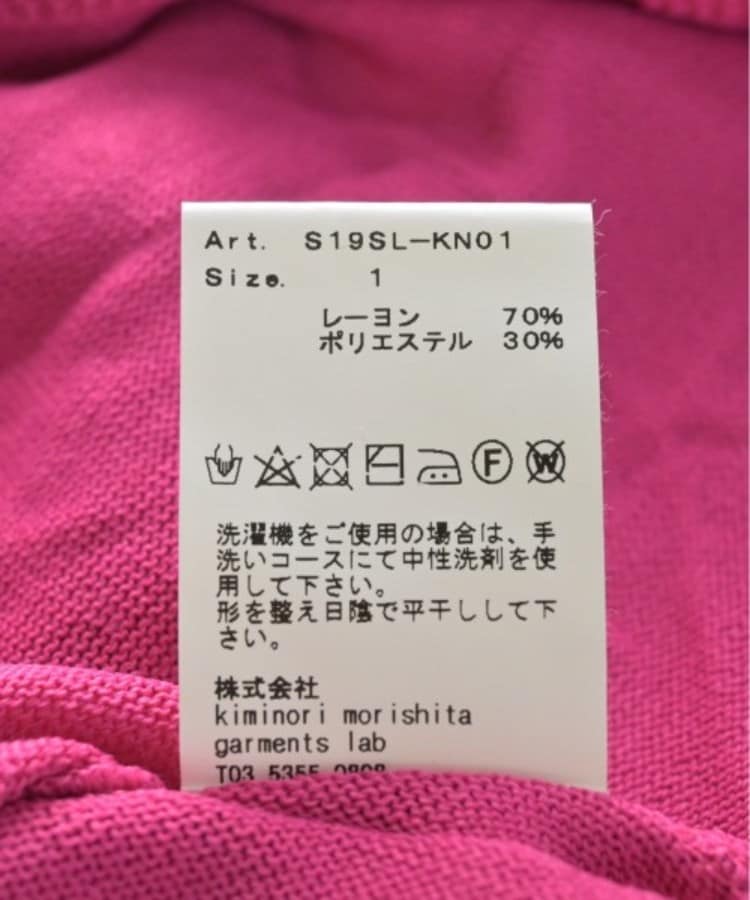 Art. S19SL-KN01
Size. 1
レーヨン 70%
ポリエステル 30%
F W
洗濯機をご使用の場合は、手
洗いコースにて中性洗剤を使
用して下さい。
形を整え日陰で平干しして下
さい。
株式会社
kiminori morishita
garments lab
T03 5355